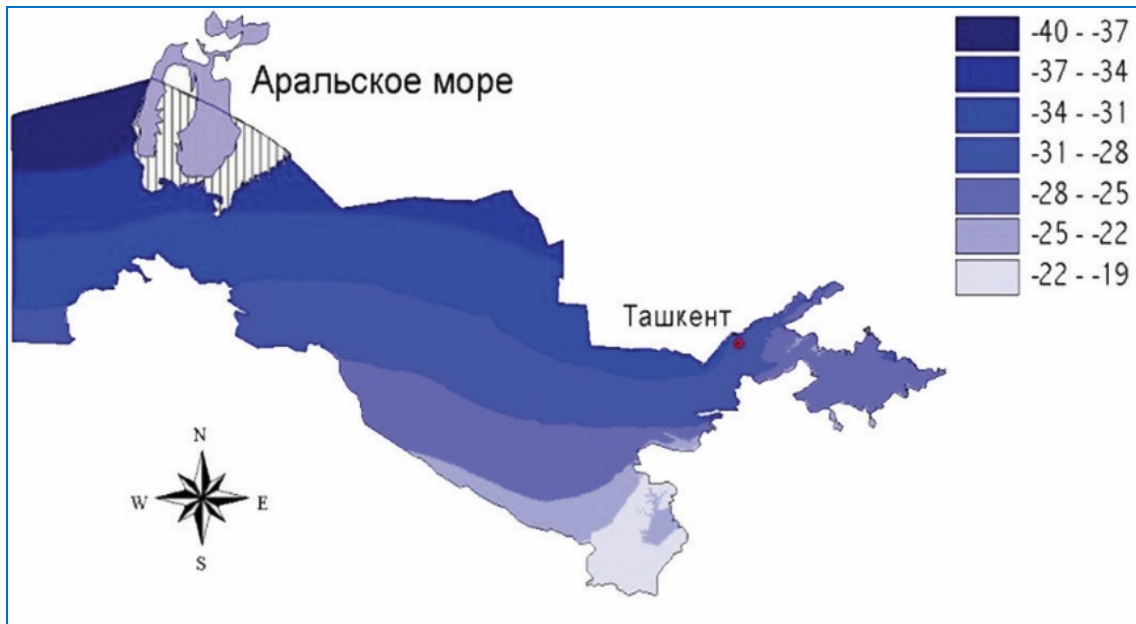 Аральское море
-40 - -37
-37 - -34
-34 - -31
-31 - -28
-28 - -25
-25 - -22
-22 - -19
Ташкент
N
W E
S